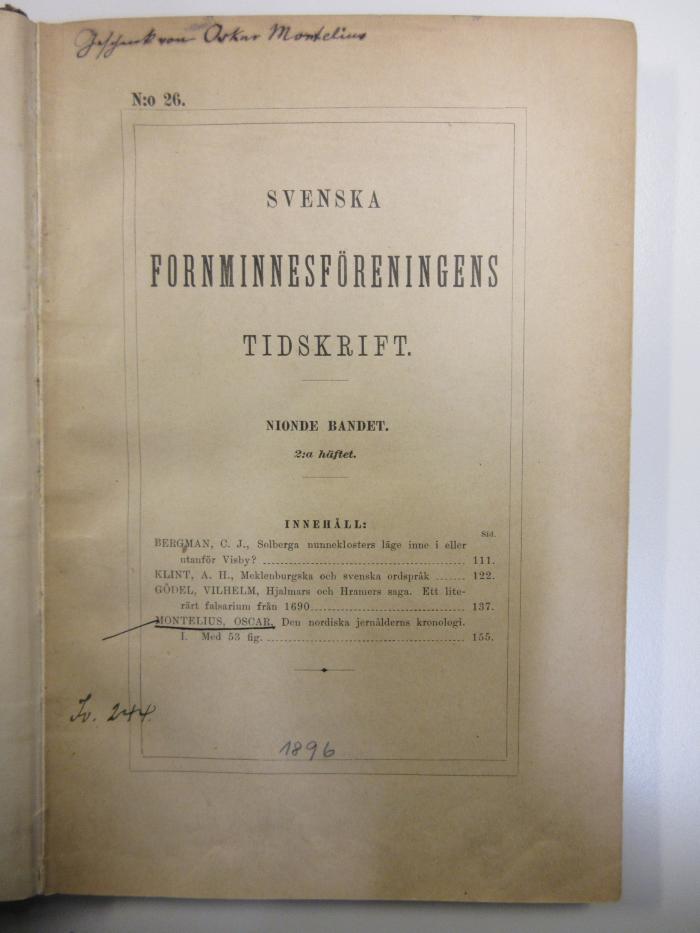 Geschenk von Oskar Montelius
N:o 26.
SVENSKA
FORNMINNESFÖRENINGENS
TIDSKRIFT.
NIONDE BANDET.
2:a häftet.
INNEHÅLL:
Sid.
BERGMAN, C. J., Solberga nunneklosters läge inne i eller
utanför Visby? 111.
KLINT, A. H., Meklenburgska och svenska ordspråk 122.
GÖDEL, VILHELM, Hjalmars och Hramers saga. Ett lite-
rärt falsarium från 1690 137.
MONTELIUS, OSCAR, Den nordiska jernålderns kronologi.
I. Med 53 fig. 155.
244
1896